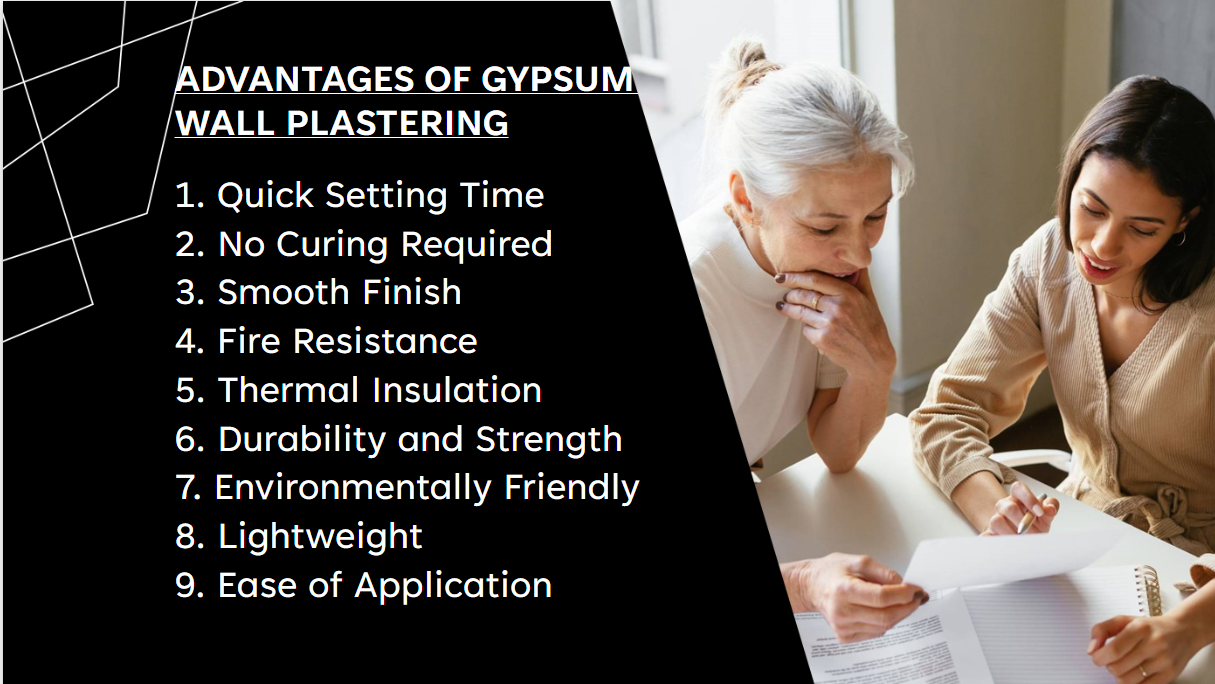 ADVANTAGES OF GYPSUM
WALL PLASTERING
1. Quick Setting Time
2. No Curing Required
3. Smooth Finish
4. Fire Resistance
5. Thermal Insulation
6. Durability and Strength
7. Environmentally Friendly
8. Lightweight
9. Ease of Application